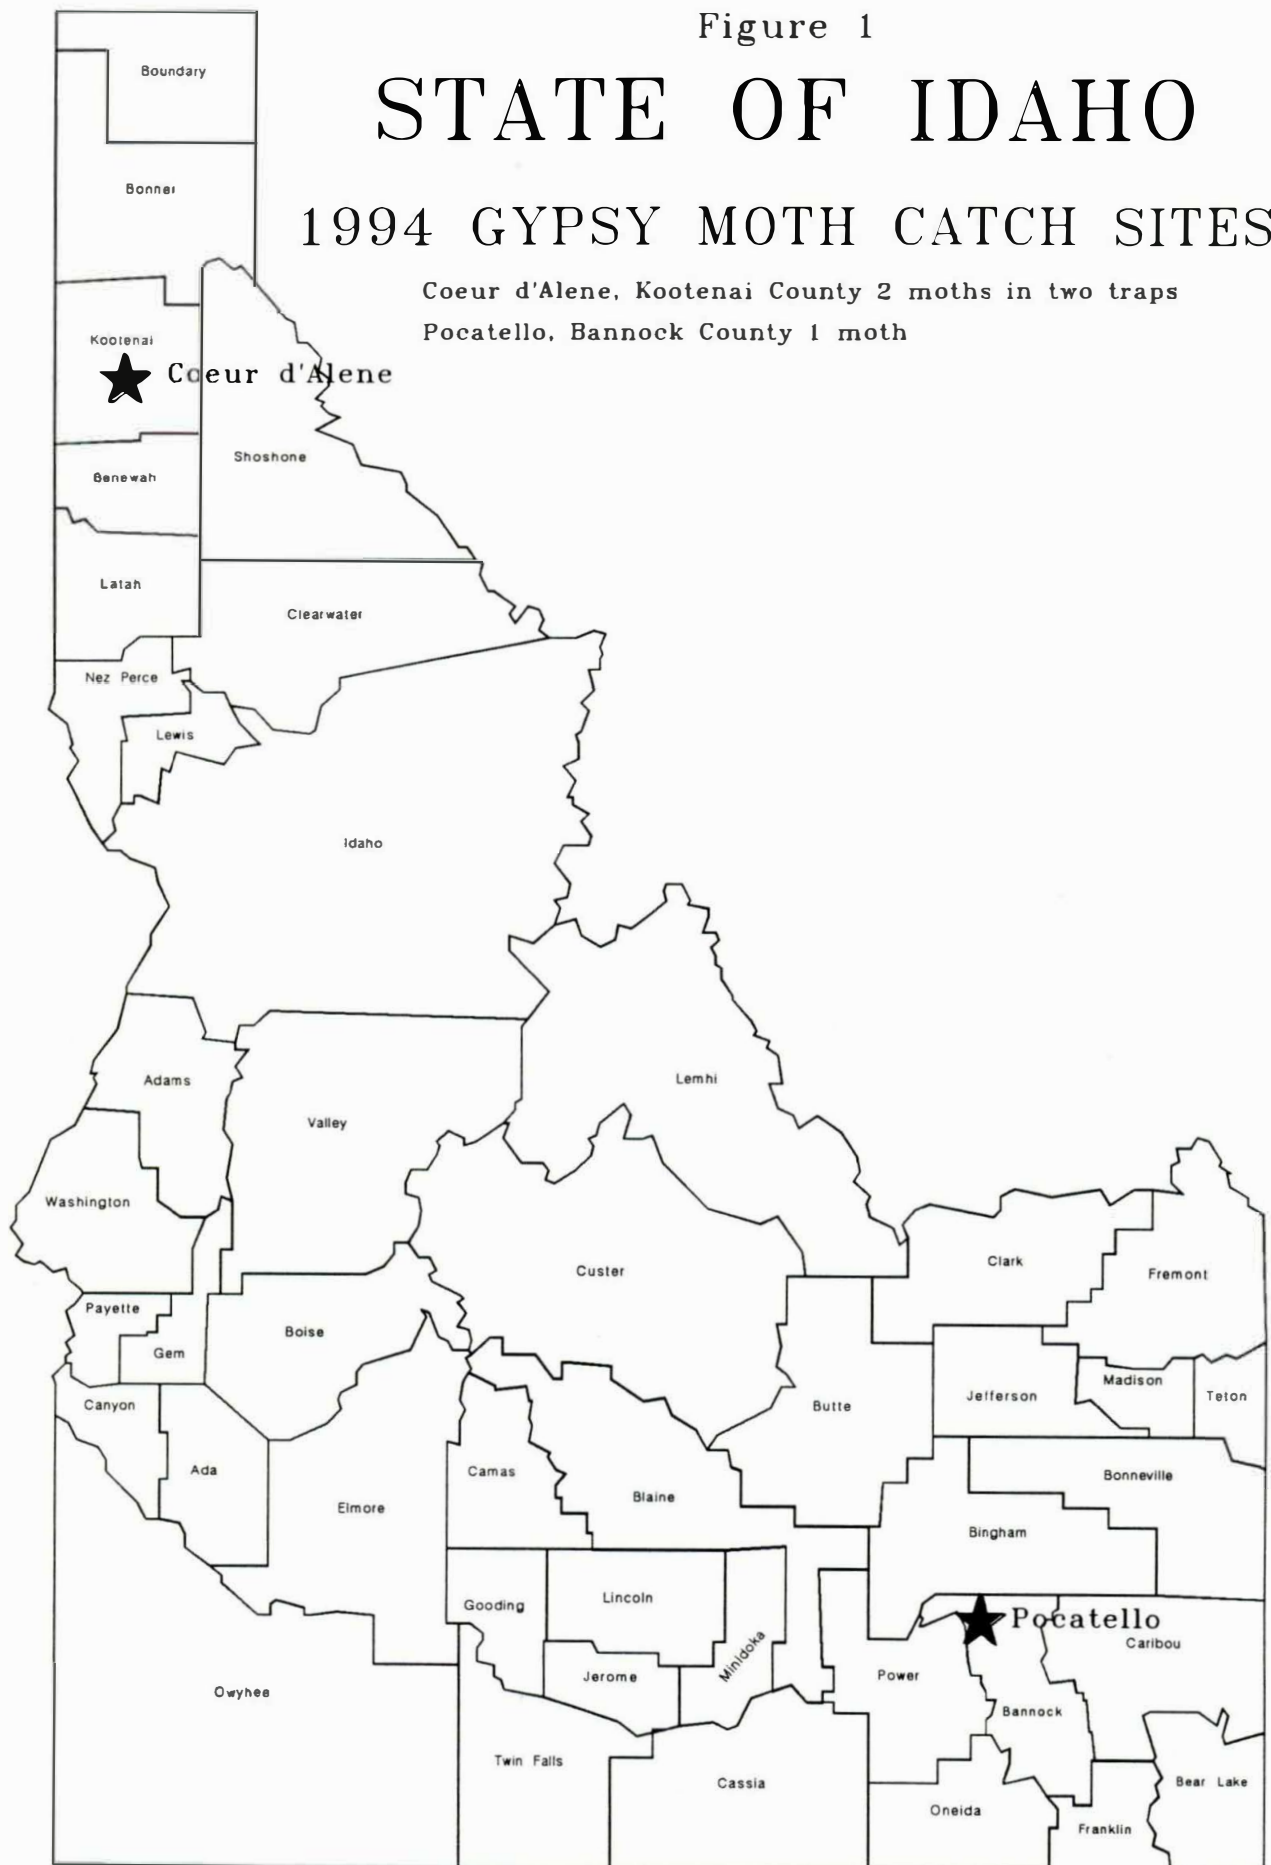 Figure 1
STATE OF IDAHO
1994 GYPSY MOTH CATCH SITES
Coeur d'Alene, Kootenai County 2 moths in two traps
Pocatello, Bannock County 1 moth
Boundary
Bonner
Kootenai
Coeur d'Alene
Shoshone
Benewah
Latah
Clearwater
Nez Perce
Lewis
Idaho
Adams
Lemhi
Valley
Washington
Custer
Clark
Fremont
Payette
Boise
Gem
Madison
Jefferson
Teton
Canyon
Butte
Ada
Camas
Bonneville
Blaine
Elmore
Bingham
Lincoln
Gooding
Pocatello
Caribou
Minidoka
Jerome
Power
Owyhee
Bannock
Twin Falls
Cassia
Bear Lake
Oneida
Franklin